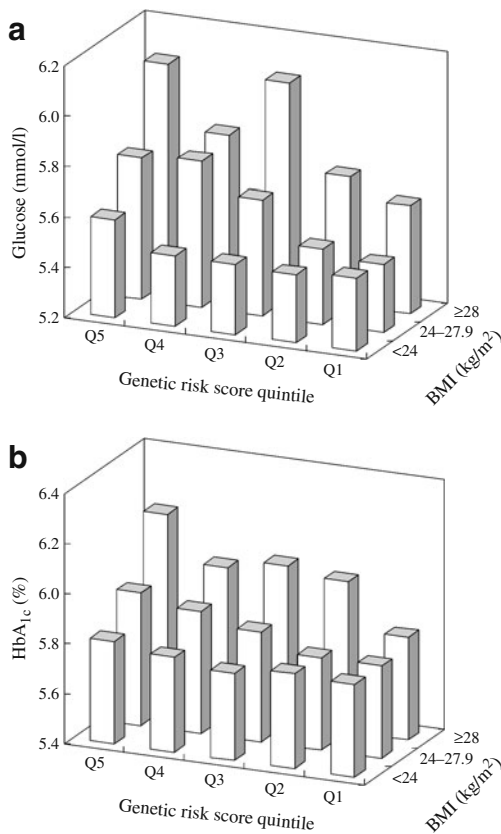 a
6.2
6.0
5.8
5.6
5.4
5.2
Glucose (mmol/l)
Q5
Q4
Q3
Q2
Q1
Genetic risk score quintile
<24
24–27.9
≥28
BMI (kg/m²)
b
6.4
6.2
6.0
5.8
5.6
5.4
HbA₁c (%)
Q5
Q4
Q3
Q2
Q1
Genetic risk score quintile
<24
24–27.9
≥28
BMI (kg/m²)